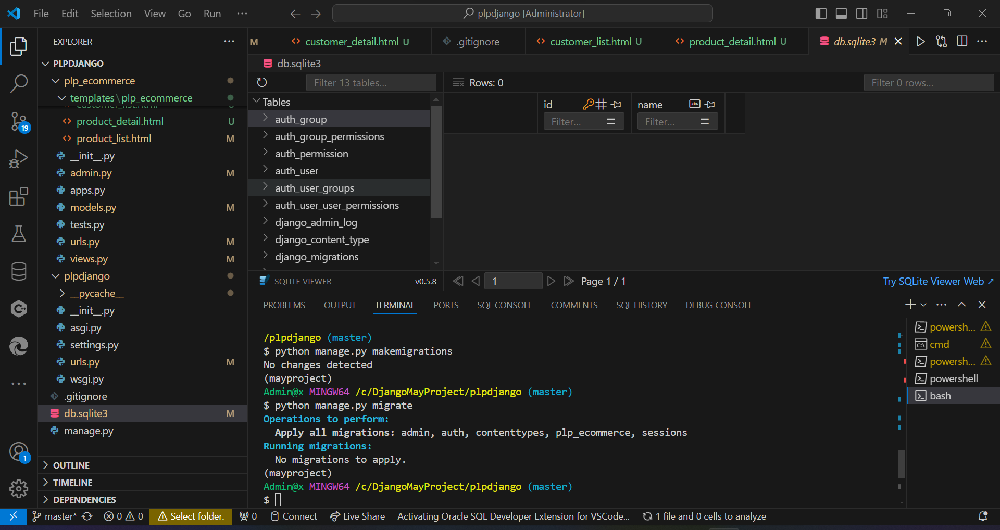 File Edit Selection View Go Run ···
plpdjango [Administrator]
EXPLORER
PLPDJANGO
plp_ecommerce
templates\plp_ecommerce
customer_list.html U
product_detail.html U
product_list.html M
__init__.py
admin.py M
apps.py
models.py M
tests.py
urls.py M
views.py M
plpdjango
__pycache__
__init__.py
asgi.py
settings.py
urls.py M
wsgi.py
.gitignore
db.sqlite3 M
manage.py
OUTLINE
TIMELINE
DEPENDENCIES
19
1
M
customer_detail.html U
.gitignore
customer_list.html U
product_detail.html U
db.sqlite3 M
db.sqlite3
Filter 13 tables...
Rows: 0
Filter 0 rows...
Tables
auth_group
auth_group_permissions
auth_permission
auth_user
auth_user_groups
auth_user_user_permissions
django_admin_log
django_content_type
django_migrations
id
name
abc
Filter... =
Filter... =
SQLITE VIEWER v0.5.8
1
Page 1 / 1
Try SQLite Viewer Web ↗
PROBLEMS OUTPUT TERMINAL PORTS SQL CONSOLE COMMENTS SQL HISTORY DEBUG CONSOLE
/plpdjango (master)
$ python manage.py makemigrations
No changes detected
(mayproject)
Admin@x MINGW64 /c/DjangoMayProject/plpdjango (master)
$ python manage.py migrate
Operations to perform:
Apply all migrations: admin, auth, contenttypes, plp_ecommerce, sessions
Running migrations:
No migrations to apply.
(mayproject)
Admin@x MINGW64 /c/DjangoMayProject/plpdjango (master)
$
powersh...
cmd
powersh...
powershell
bash
master* 0 0 Select folder. 0 Connect Live Share Activating Oracle SQL Developer Extension for VSCode... 1 file and 0 cells to analyze